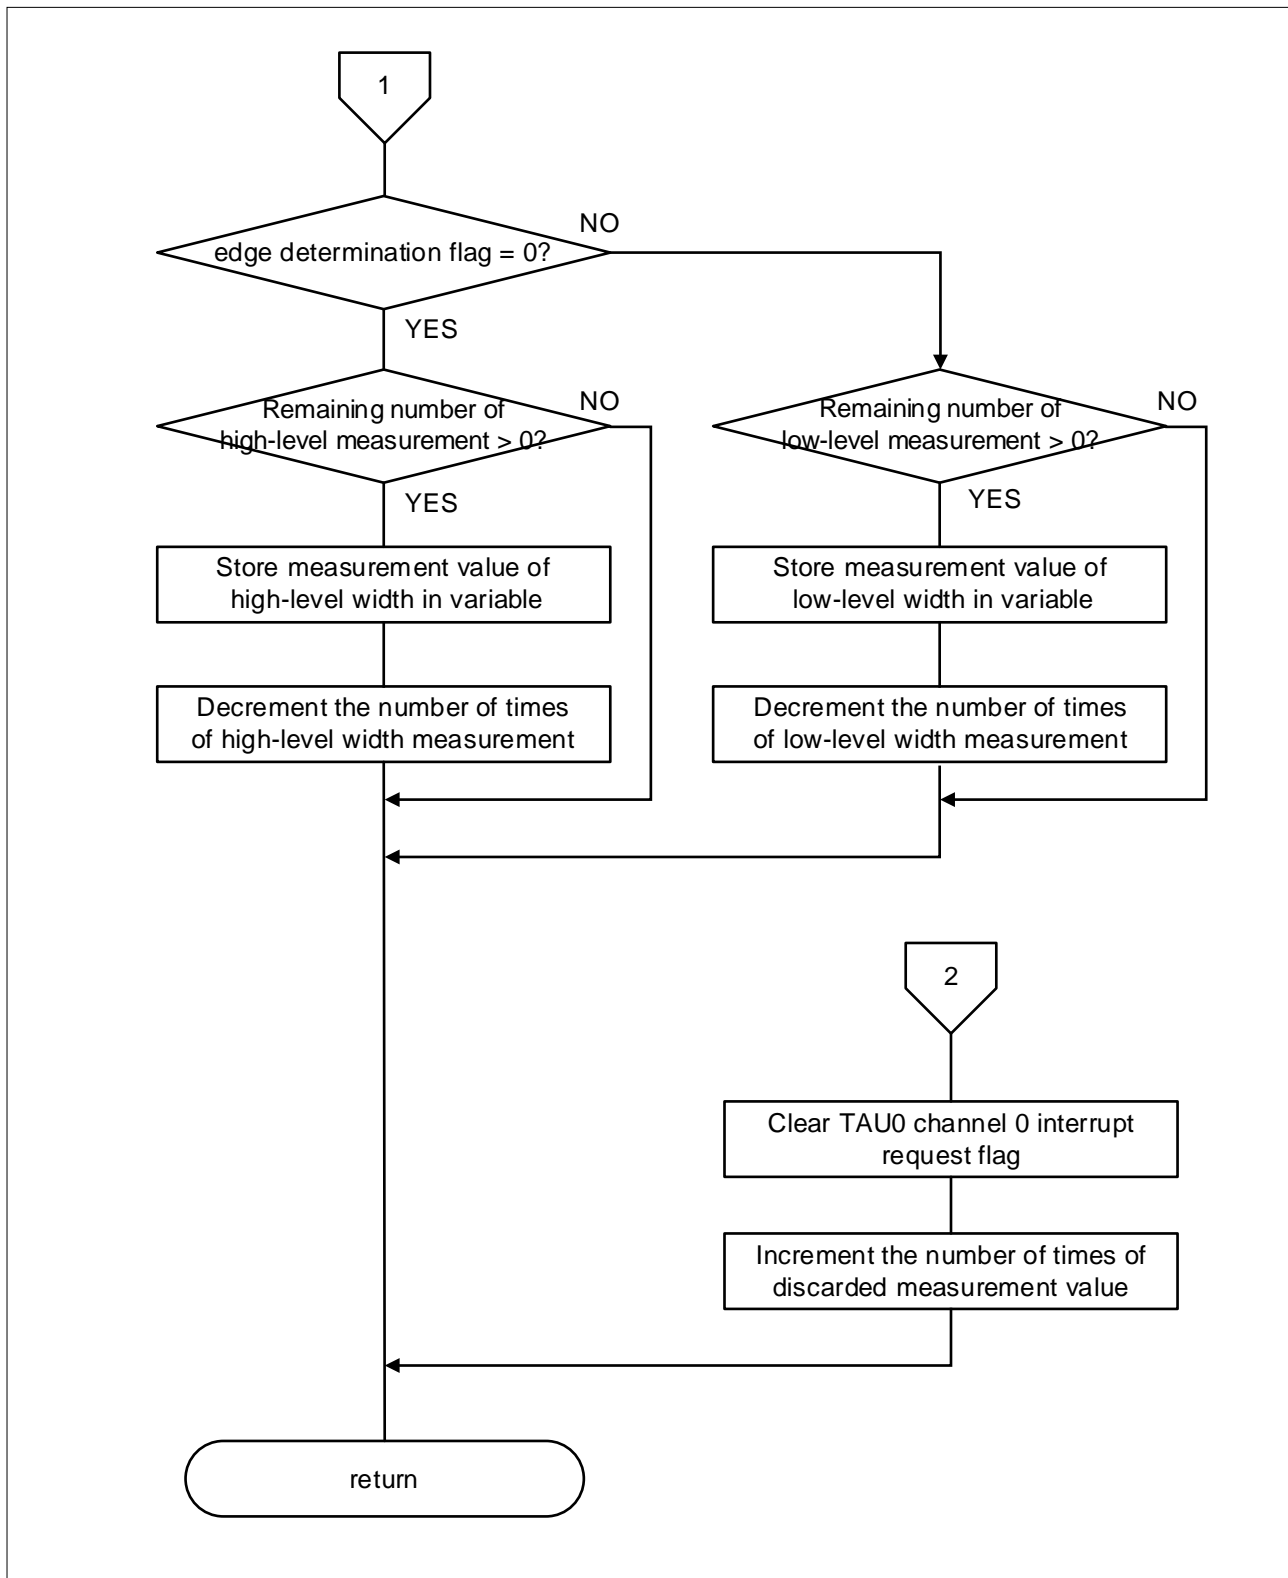 1
edge determination flag = 0?
NO
YES
Remaining number of
high-level measurement > 0?
NO
YES
Store measurement value of
high-level width in variable
Decrement the number of times
of high-level width measurement
Remaining number of
low-level measurement > 0?
NO
YES
Store measurement value of
low-level width in variable
Decrement the number of times
of low-level width measurement
2
Clear TAU0 channel 0 interrupt
request flag
Increment the number of times of
discarded measurement value
return